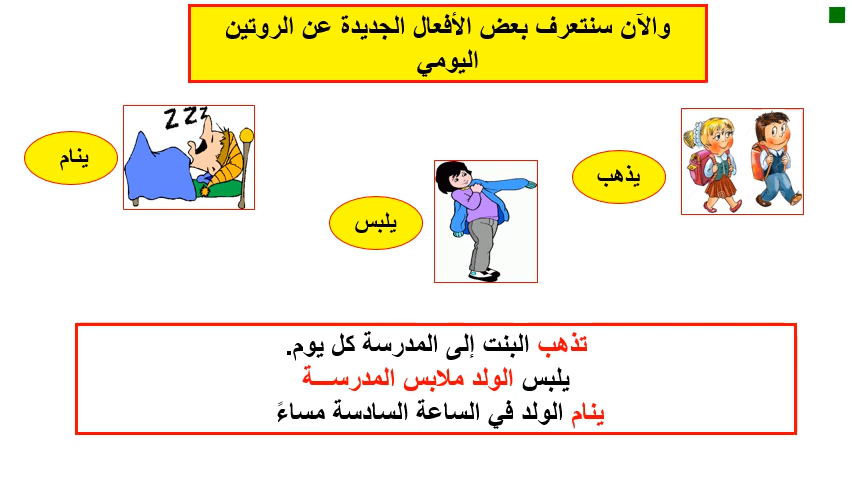 والآن سنتعرف بعض الأفعال الجديدة عن الروتين
اليومي
zzz
يذهب
يلبس
ينام
تذهب البنت إلى المدرسة كل يوم.
يلبس الولد ملابس المدرســـة
ينام الولد في الساعة السادسة مساءً